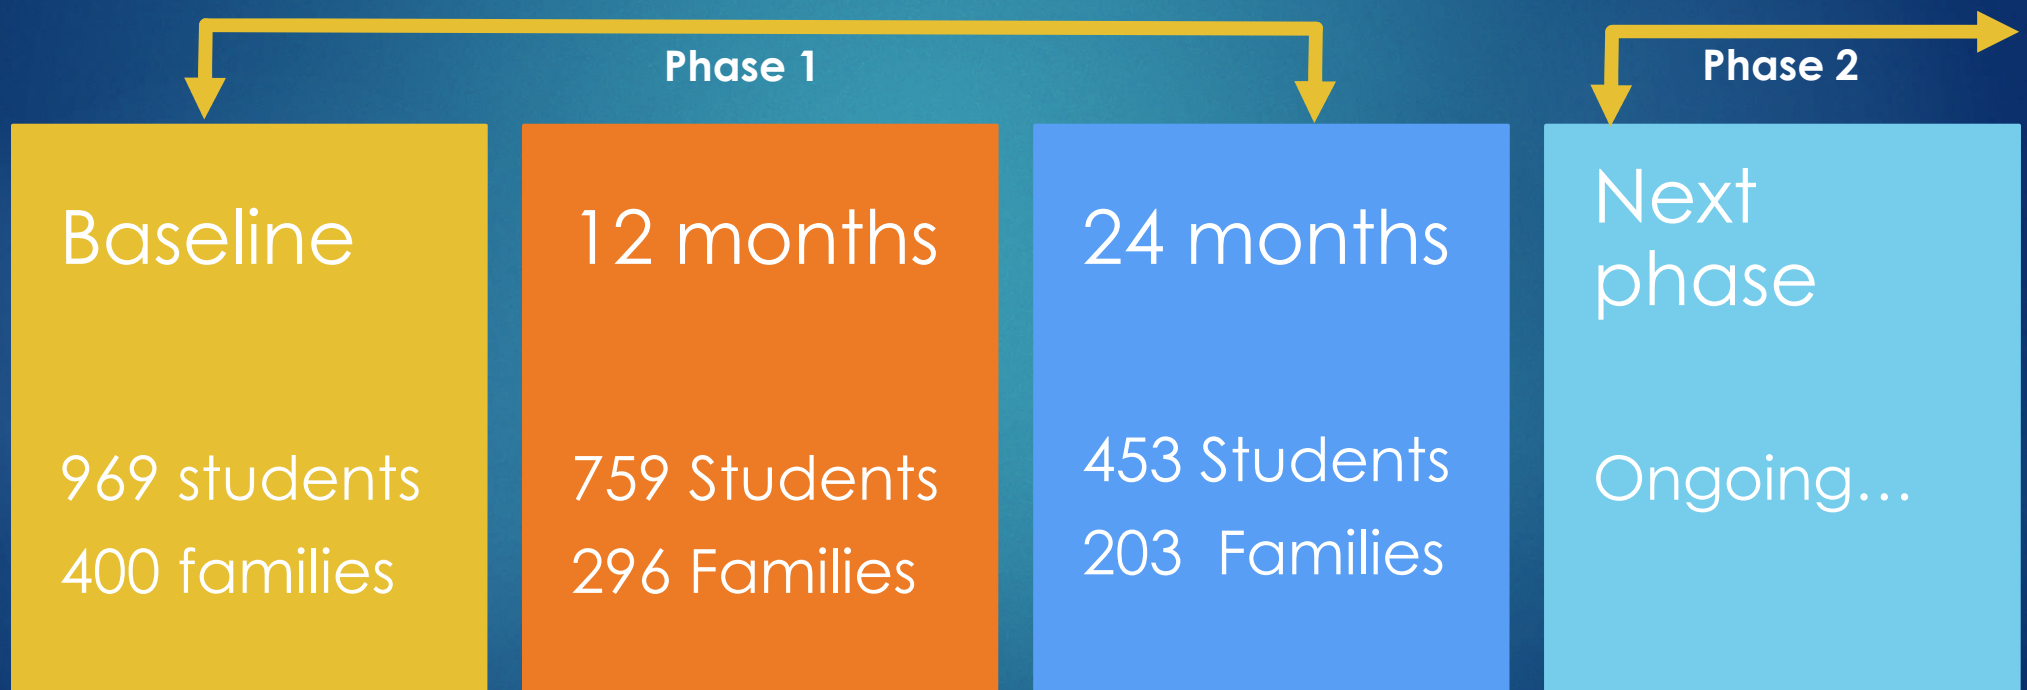 Phase 1
Phase 2
Baseline
969 students
400 families
12 months
759 Students
296 Families
24 months
453 Students
203 Families
Next
phase
Ongoing...